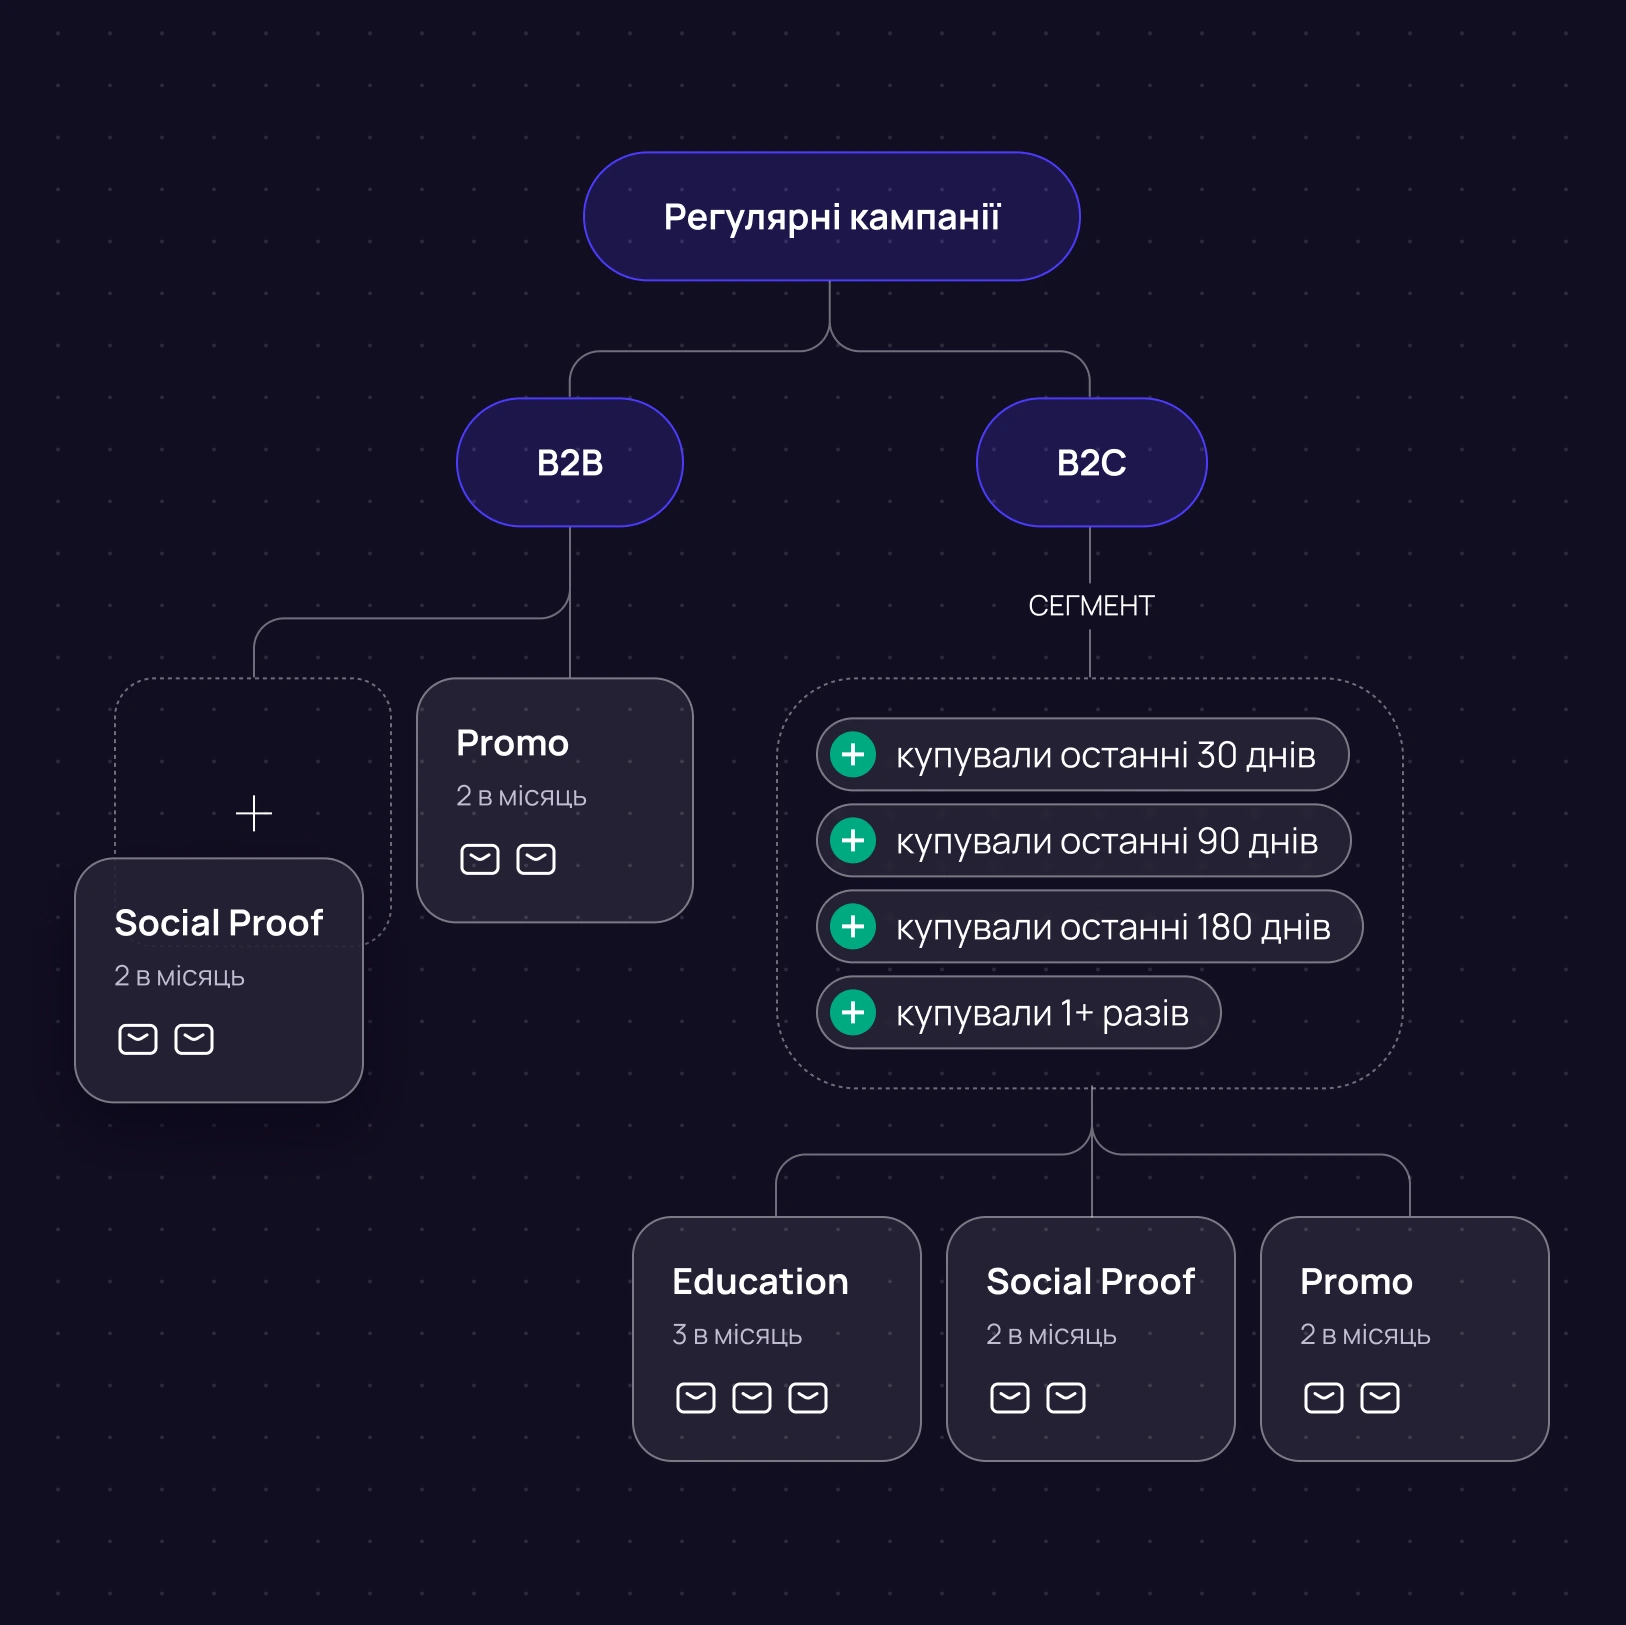 Регулярні кампанії
B2B
B2C
СЕГМЕНТ
Promo
2 в місяць
Social Proof
2 в місяць
купували останні 30 днів
купували останні 90 днів
купували останні 180 днів
купували 1+ разів
Education
3 в місяць
Social Proof
2 в місяць
Promo
2 в місяць